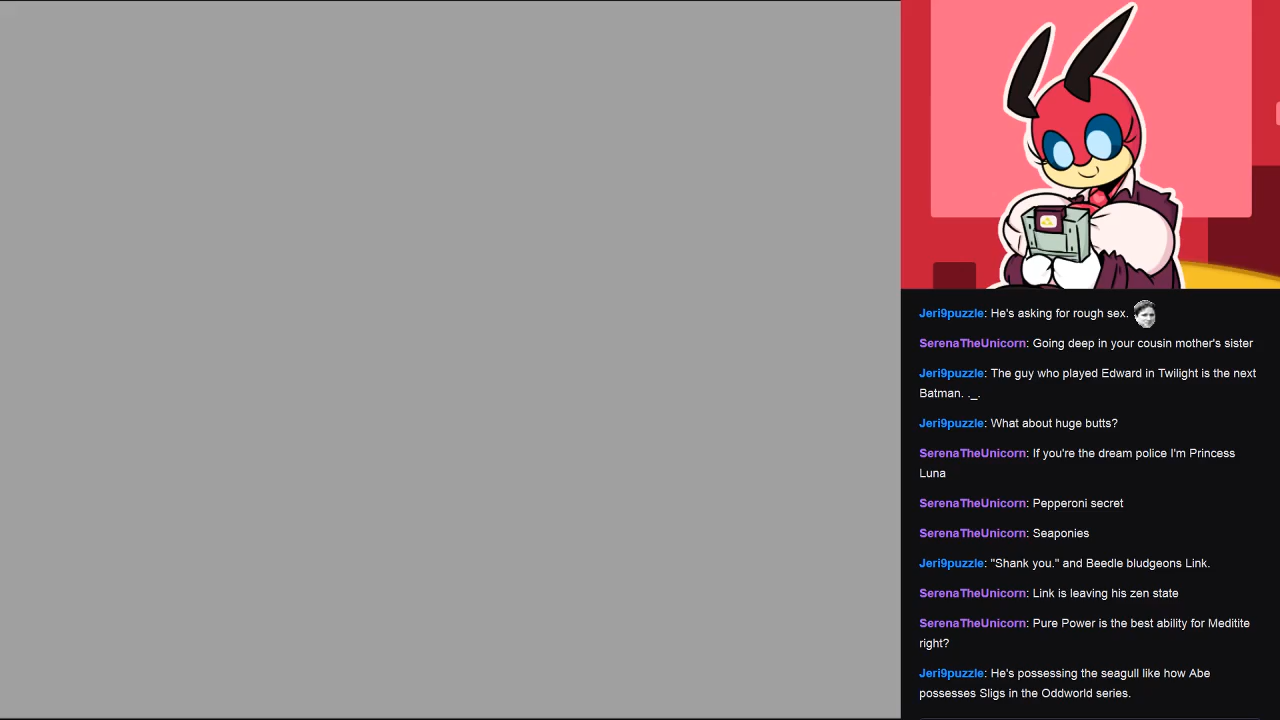 Jeri9puzzle: He's asking for rough sex.
SerenaTheUnicorn: Going deep in your cousin mother's sister
Jeri9puzzle: The guy who played Edward in Twilight is the next
Batman. ._.
Jeri9puzzle: What about huge butts?
SerenaTheUnicorn: If you're the dream police I'm Princess
Luna
SerenaTheUnicorn: Pepperoni secret
SerenaTheUnicorn: Seaponies
Jeri9puzzle: "Shank you." and Beedle bludgeons Link.
SerenaTheUnicorn: Link is leaving his zen state
SerenaTheUnicorn: Pure Power is the best ability for Meditite
right?
Jeri9puzzle: He's possessing the seagull like how Abe
possesses Sligs in the Oddworld series.